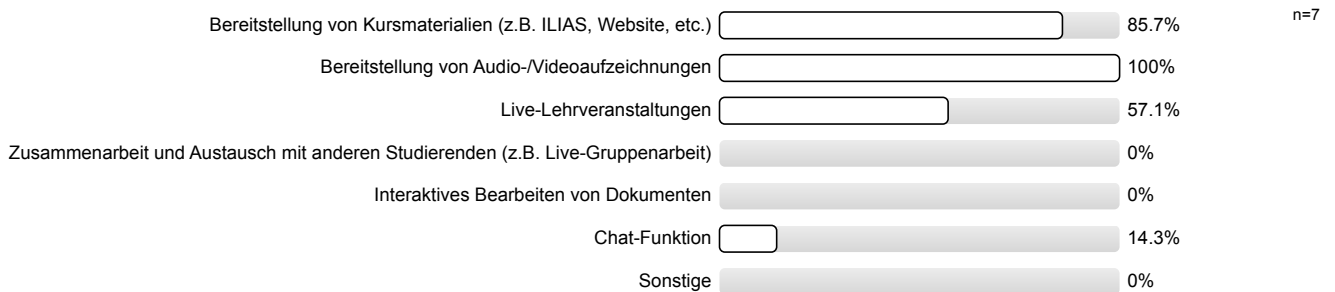 Bereitstellung von Kursmaterialien (z.B. ILIAS, Website, etc.) 85.7% n=7
Bereitstellung von Audio-/Videoaufzeichnungen 100%
Live-Lehrveranstaltungen 57.1%
Zusammenarbeit und Austausch mit anderen Studierenden (z.B. Live-Gruppenarbeit) 0%
Interaktives Bearbeiten von Dokumenten 0%
Chat-Funktion 14.3%
Sonstige 0%